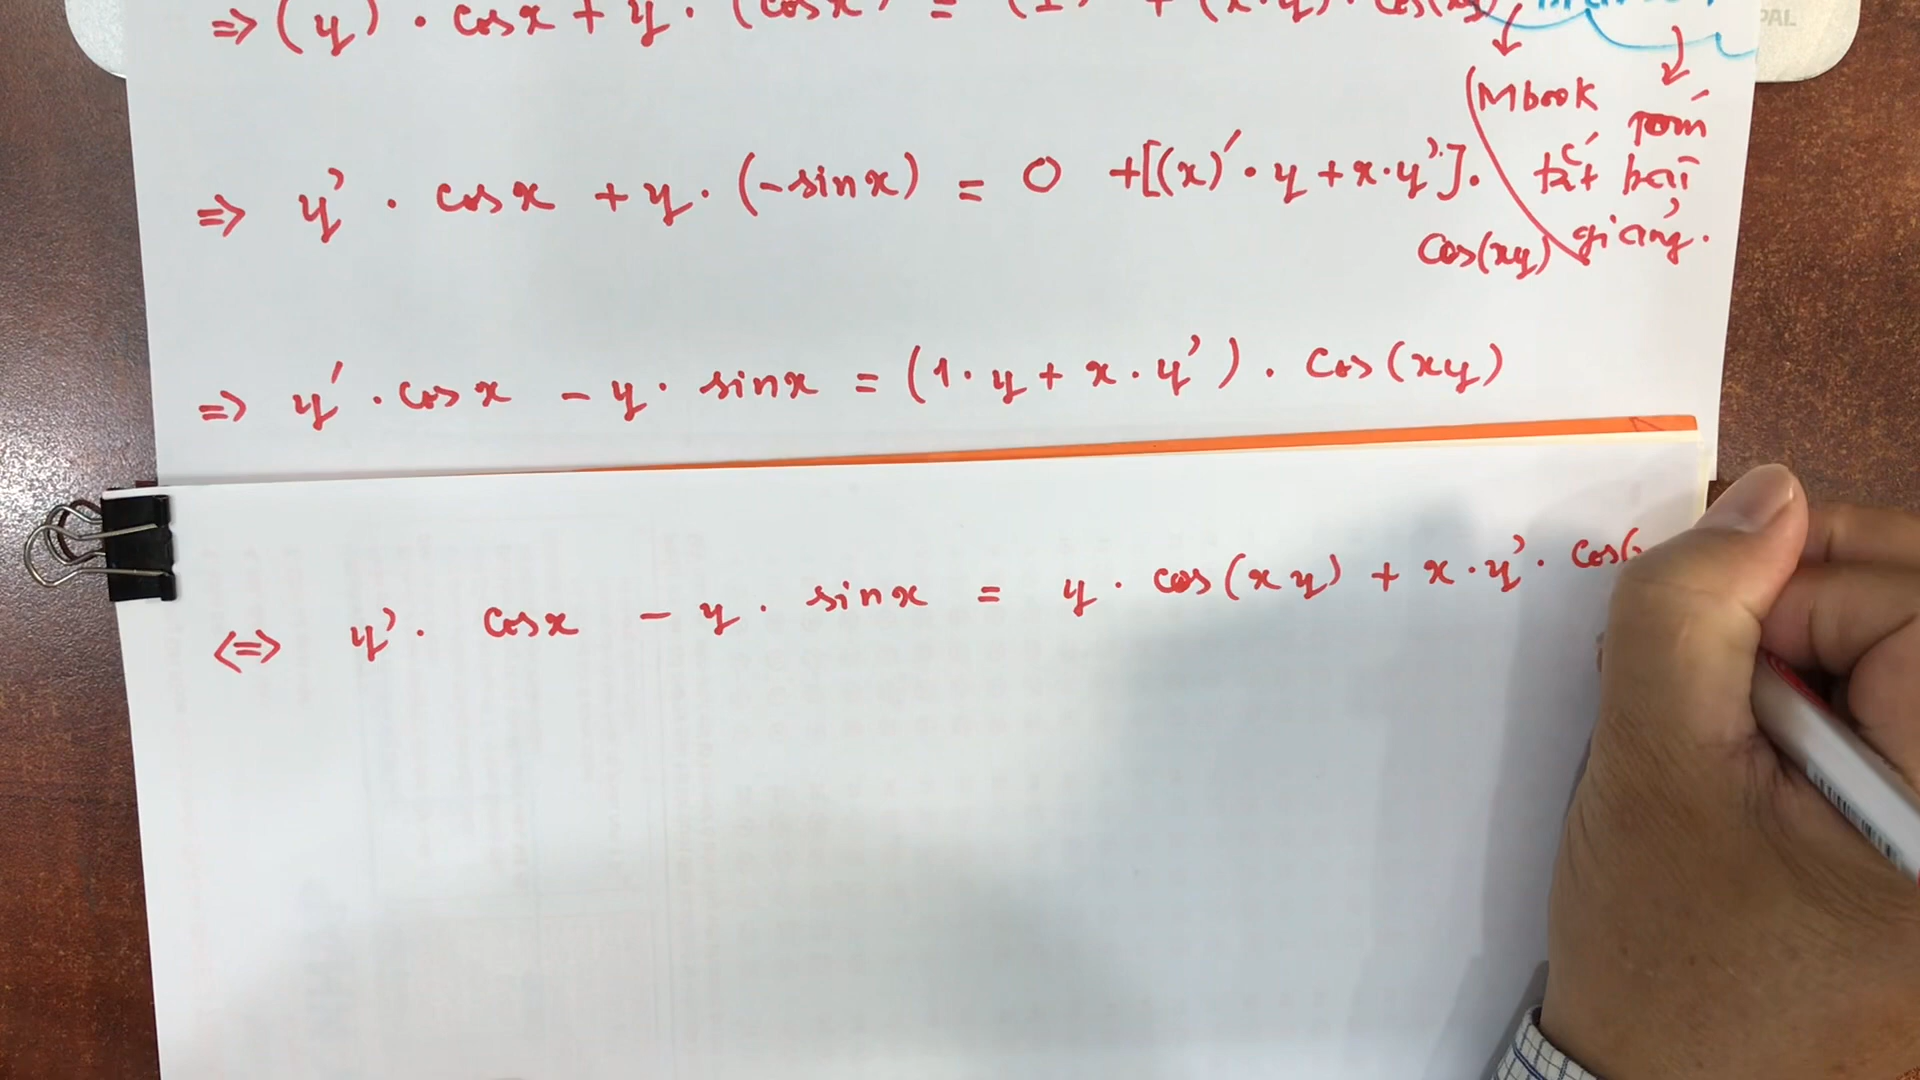 => (y)' · cosx + y · (cosx)' = (1)' + (x·y)' · cos(xy)
PAL
(Mbook
=> y' · cosx + y · (-sinx) = 0 +[(x)' · y + x·y']·
cos(xy)
tắt bài
giảng.
=> y' · cosx - y · sinx = (1· y + x · y') · cos(xy)
<=> y' · cosx - y · sinx = y · cos(xy) + x · y' · cos(